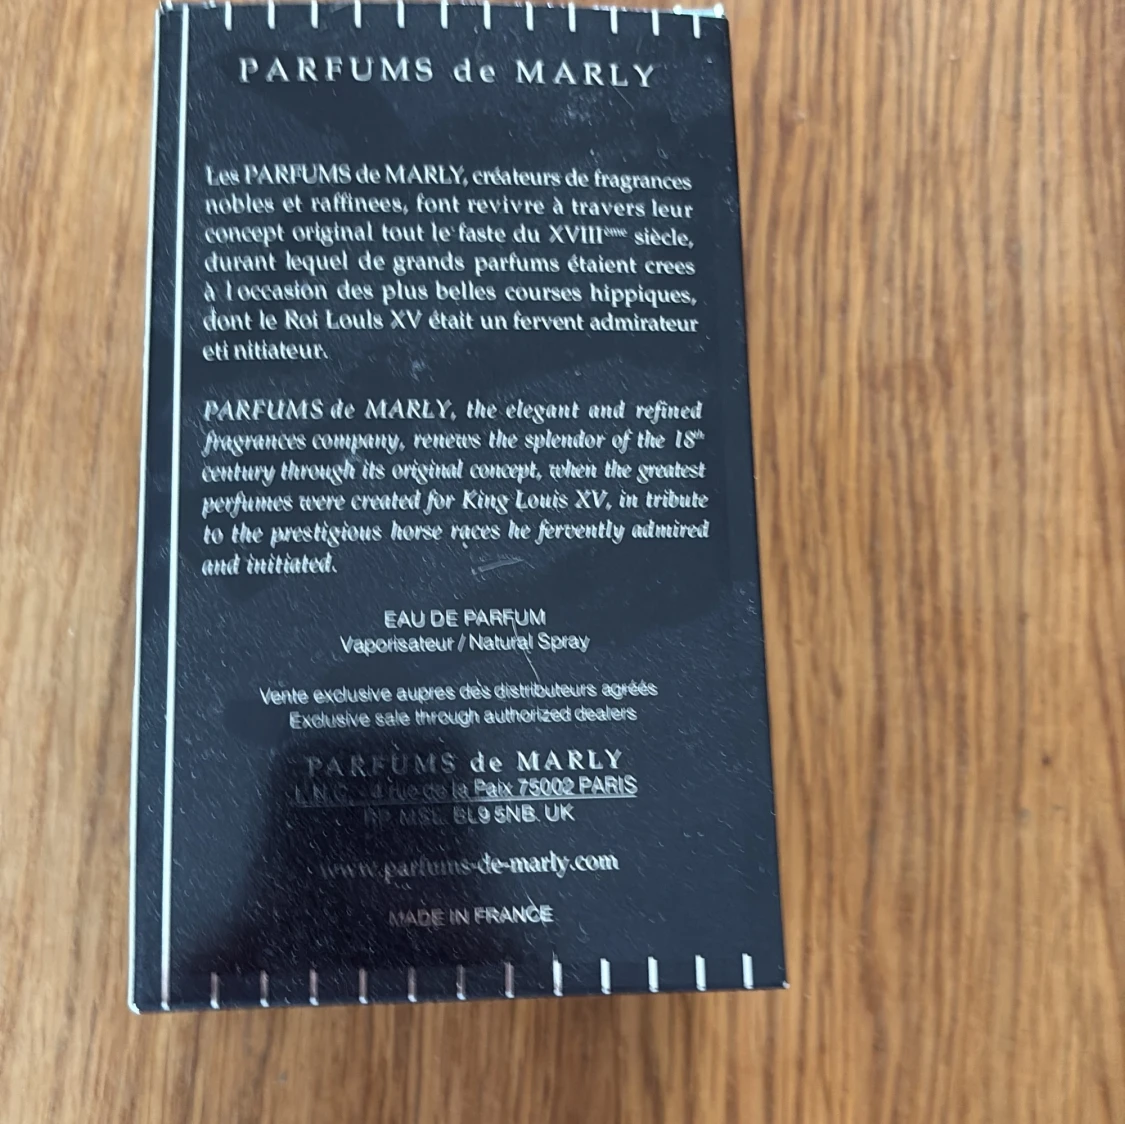 PARFUMS de MARLY
Les PARFUMS de MARLY, créateurs de fragrances
nobles et raffinees, font revivre à travers leur
concept original tout le faste du XVIIIème siècle,
durant lequel de grands parfums étaient crees
à l occasion des plus belles courses hippiques,
dont le Roi Louis XV était un fervent admirateur
eti nitiateur.
PARFUMS de MARLY, the elegant and refined
fragrances company, renews the splendor of the 18th
century through its original concept, when the greatest
perfumes were created for King Louis XV, in tribute
to the prestigious horse races he fervently admired
and initiated.
EAU DE PARFUM
Vaporisateur / Natural Spray
Vente exclusive aupres dès distributeurs agréés
Exclusive sale through authorized dealers
PARFUMS de MARLY
I.N.C. - 4 rue de la Paix 75002 PARIS
BL9 5NB. UK
www.parfums-de-marly.com
MADE IN FRANCE